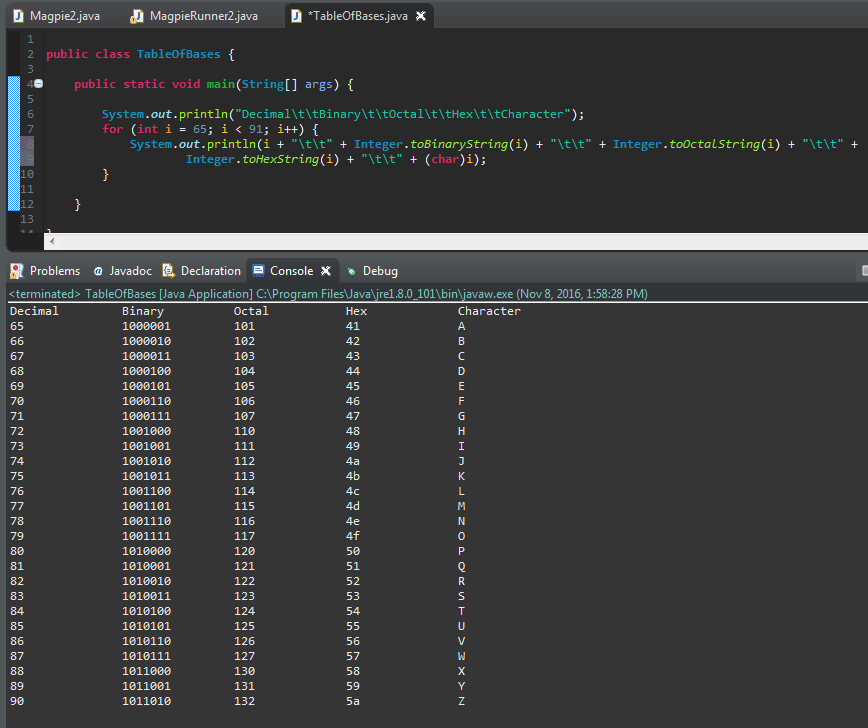 Magpie2.java MagpieRunner2.java *TableOfBases.java
1
2 public class TableOfBases {
3
4 public static void main(String[] args) {
5
6 System.out.println("Decimal\t\tBinary\t\tOctal\t\tHex\t\tCharacter");
7 for (int i = 65; i < 91; i++) {
8 System.out.println(i + "\t\t" + Integer.toBinaryString(i) + "\t\t" + Integer.toOctalString(i) + "\t\t" +
9 Integer.toHexString(i) + "\t\t" + (char)i);
10 }
11
12 }
13
14 }
Problems @ Javadoc Declaration Console Debug
<terminated> TableOfBases [Java Application] C:\Program Files\Java\jre1.8.0_101\bin\javaw.exe (Nov 8, 2016, 1:58:28 PM)
Decimal Binary Octal Hex Character
65 1000001 101 41 A
66 1000010 102 42 B
67 1000011 103 43 C
68 1000100 104 44 D
69 1000101 105 45 E
70 1000110 106 46 F
71 1000111 107 47 G
72 1001000 110 48 H
73 1001001 111 49 I
74 1001010 112 4a J
75 1001011 113 4b K
76 1001100 114 4c L
77 1001101 115 4d M
78 1001110 116 4e N
79 1001111 117 4f O
80 1010000 120 50 P
81 1010001 121 51 Q
82 1010010 122 52 R
83 1010011 123 53 S
84 1010100 124 54 T
85 1010101 125 55 U
86 1010110 126 56 V
87 1010111 127 57 W
88 1011000 130 58 X
89 1011001 131 59 Y
90 1011010 132 5a Z